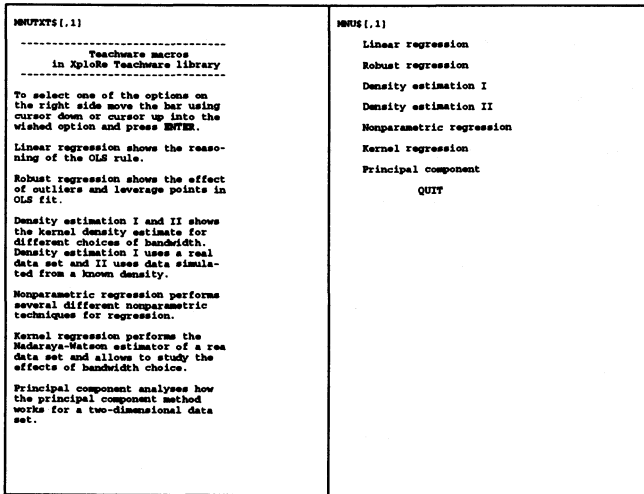 MNUTXT$[,1]
--------------------------------
Teachware macros
in XploRe Teachware library
--------------------------------
To select one of the options on
the right side move the bar using
cursor down or cursor up into the
wished option and press ENTER.
Linear regression shows the reaso-
ning of the OLS rule.
Robust regression shows the effect
of outliers and leverage points in
OLS fit.
Density estimation I and II shows
the kernel density estimate for
different choices of bandwidth.
Density estimation I uses a real
data set and II uses data simula-
ted from a known density.
Nonparametric regression performs
several different nonparametric
techniques for regression.
Kernel regression performs the
Nadaraya-Watson estimator of a rea
data set and allows to study the
effects of bandwidth choice.
Principal component analyses how
the principal component method
works for a two-dimensional data
set.
MNU$[,1]
Linear regression
Robust regression
Density estimation I
Density estimation II
Nonparametric regression
Kernel regression
Principal component
QUIT